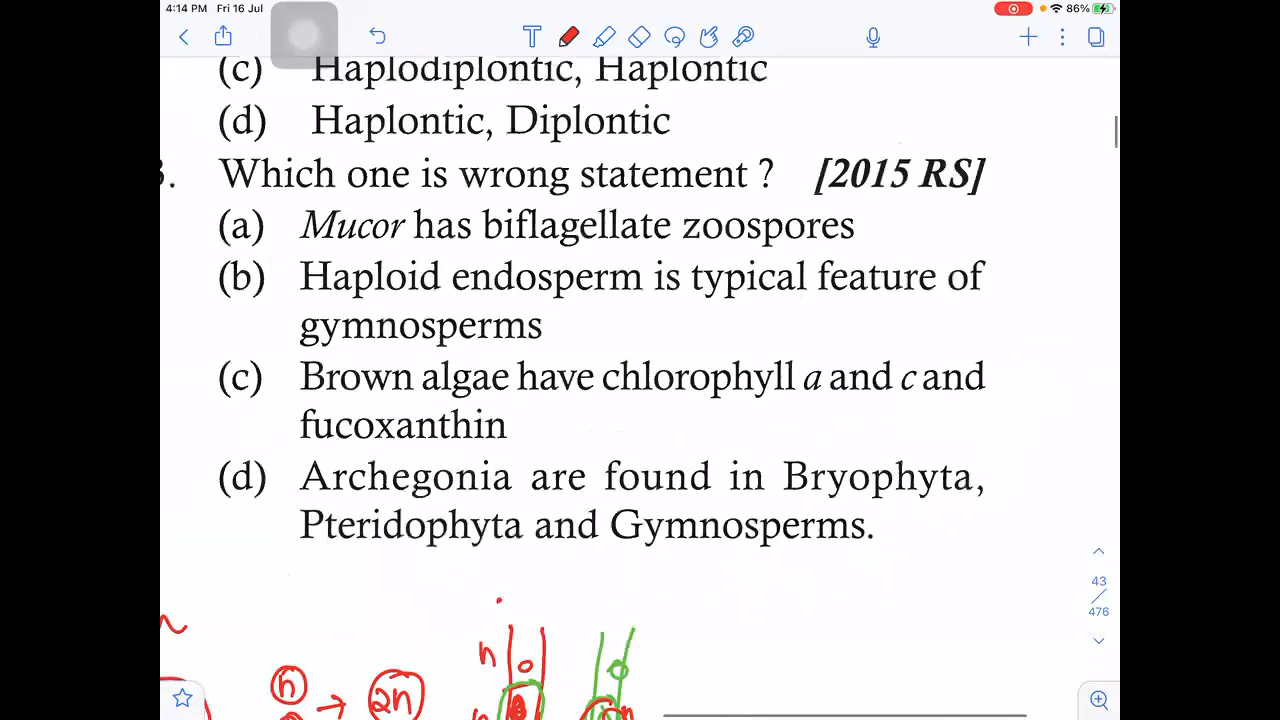 4:14 PM Fri 16 Jul 86%
T
(c) Haplodiplontic, Haplontic
(d) Haplontic, Diplontic
3. Which one is wrong statement ? [2015 RS]
(a) Mucor has biflagellate zoospores
(b) Haploid endosperm is typical feature of
gymnosperms
(c) Brown algae have chlorophyll a and c and
fucoxanthin
(d) Archegonia are found in Bryophyta,
Pteridophyta and Gymnosperms.
43
/
476
n
n → 2n